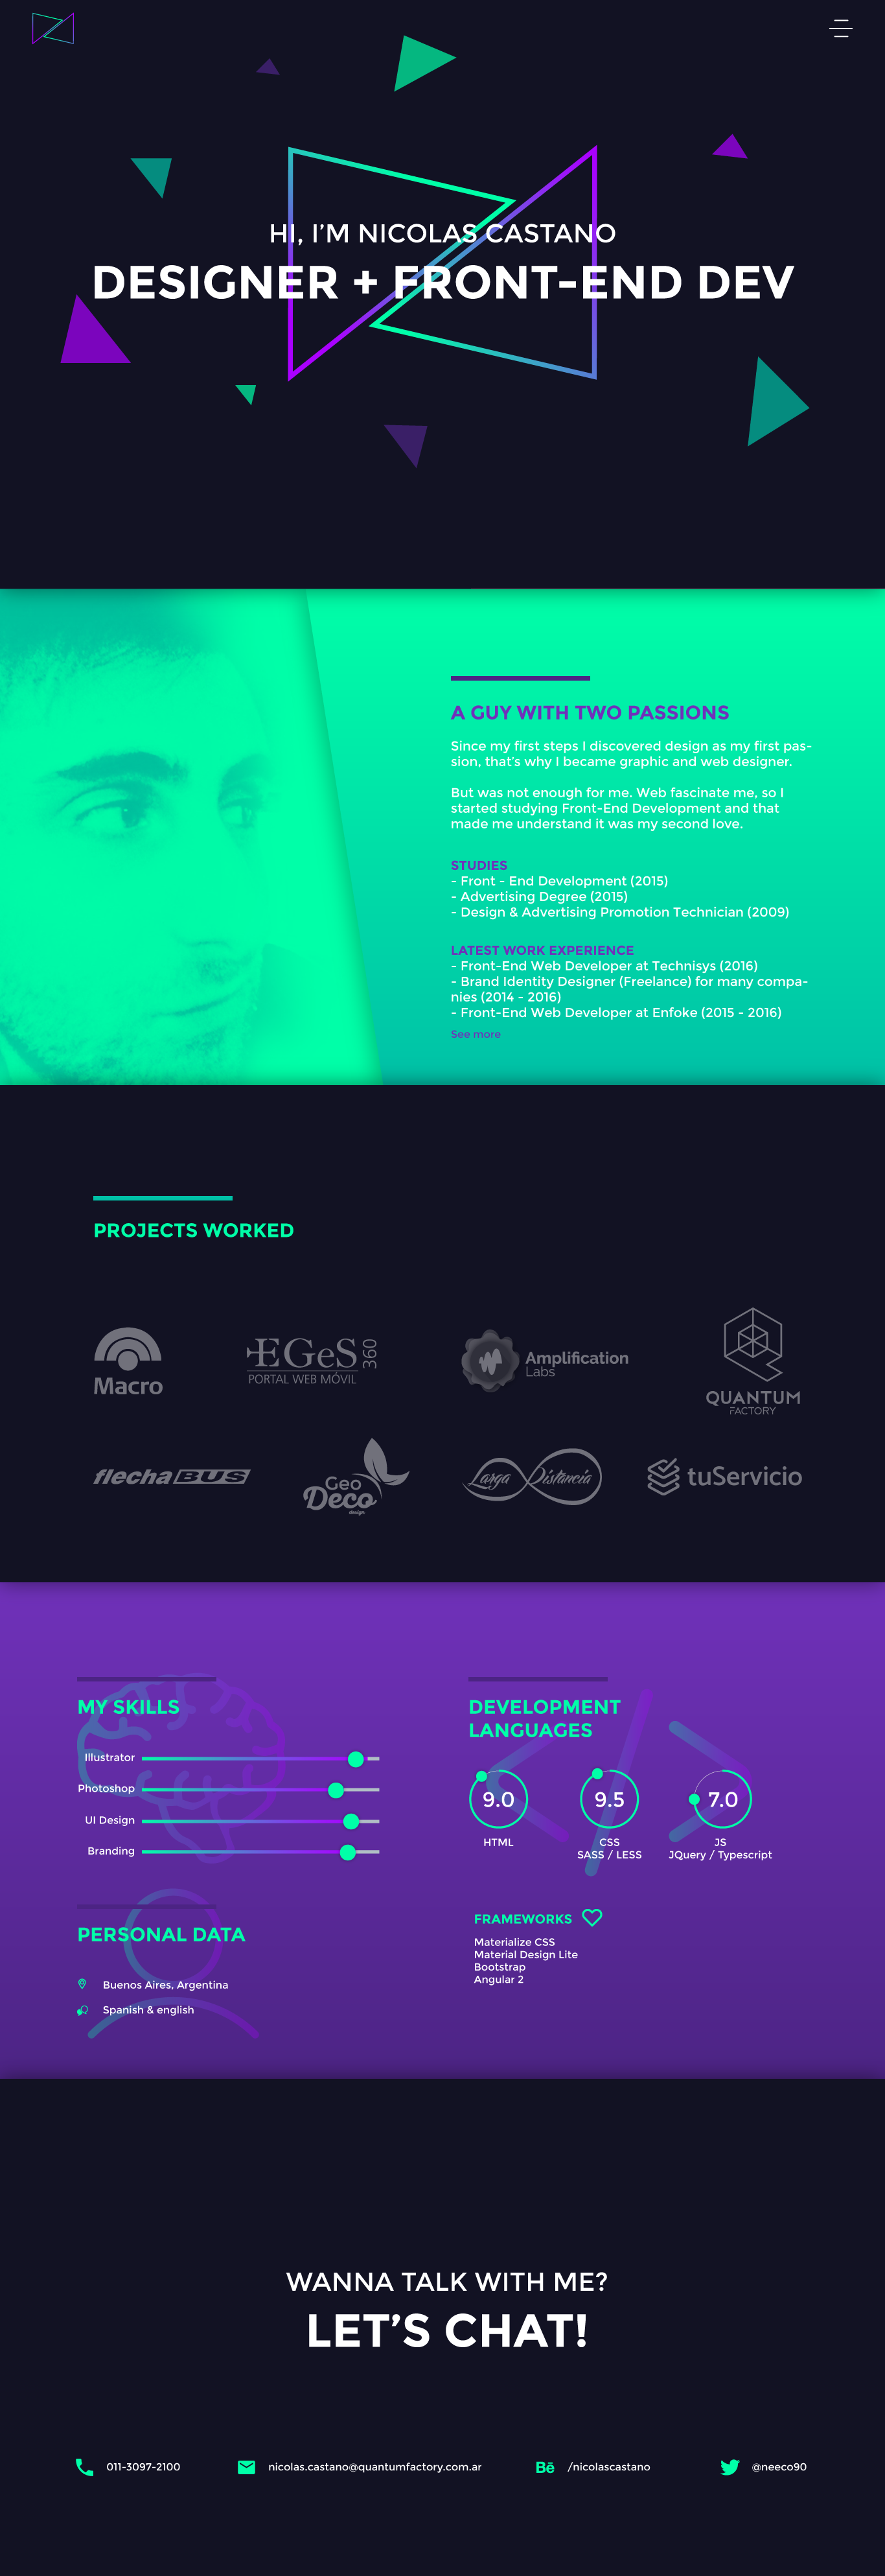 HI, I'M NICOLAS CASTANO
DESIGNER + FRONT-END DEV
A GUY WITH TWO PASSIONS
Since my first steps I discovered design as my first pas-
sion, that's why I became graphic and web designer.
But was not enough for me. Web fascinate me, so I
started studying Front-End Development and that
made me understand it was my second love.
STUDIES
- Front - End Development (2015)
- Advertising Degree (2015)
- Design & Advertising Promotion Technician (2009)
LATEST WORK EXPERIENCE
- Front-End Web Developer at Technisys (2016)
- Brand Identity Designer (Freelance) for many compa-
nies (2014 - 2016)
- Front-End Web Developer at Enfoke (2015 - 2016)
See more
PROJECTS WORKED
Macro
EGeS 360
PORTAL WEB MÓVIL
Amplification
Labs
QUANTUM
FACTORY
flechaBUS
Geo
Deco
design
Larga Distancia
tuServicio
MY SKILLS
Illustrator
Photoshop
UI Design
Branding
DEVELOPMENT
LANGUAGES
9.0
HTML
9.5
CSS
SASS / LESS
7.0
JS
JQuery / Typescript
PERSONAL DATA
Buenos Aires, Argentina
Spanish & english
FRAMEWORKS
Materialize CSS
Material Design Lite
Bootstrap
Angular 2
WANNA TALK WITH ME?
LET'S CHAT!
011-3097-2100
nicolas.castano@quantumfactory.com.ar
Bē /nicolascastano
@neeco90